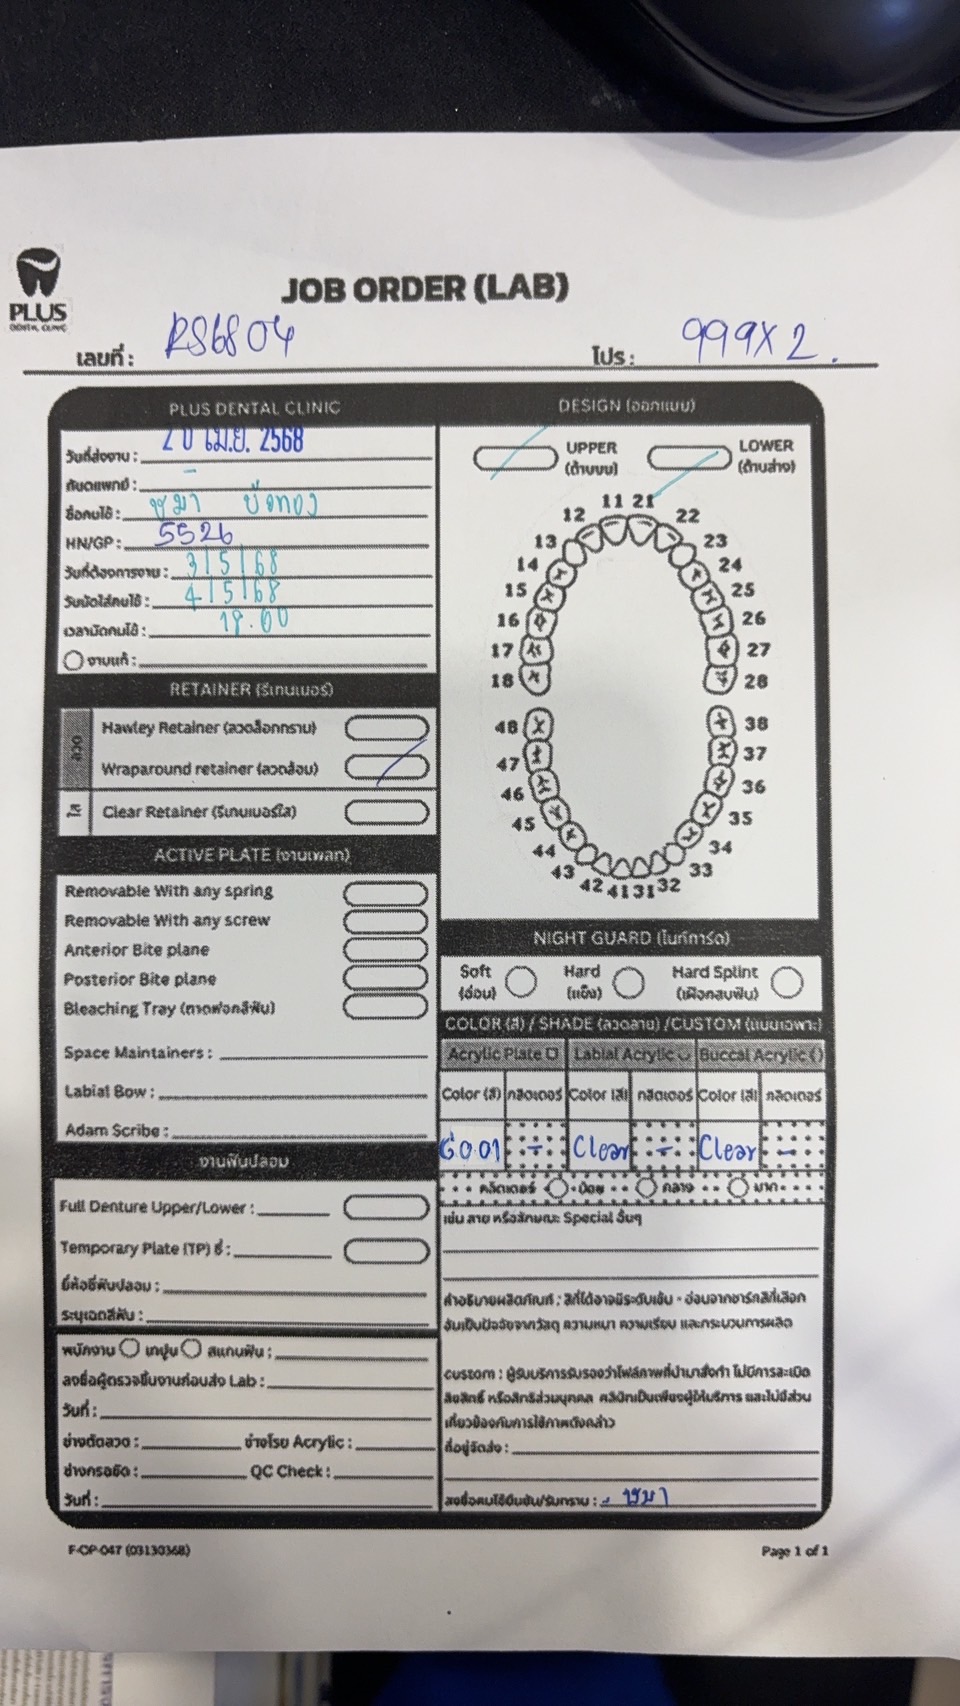 PLUS
DENTAL CLINIC
JOB ORDER (LAB)
เลขที่ : RS6804
โปร : 999X2.
PLUS DENTAL CLINIC
วันที่ส่งงาน : 20 เม.ย. 2568
ทันตแพทย์ : -
ชื่อคนไข้ :
HN/GP : 5526
วันที่ต้องการงาน : 3/5/68
วันนัดใส่คนไข้ : 4/5/68
เวลานัดคนไข้ : 19.00
งานแก้ :
RETAINER (รีเทนเนอร์)
ลวด
Hawley Retainer (ลวดล็อกกราม)
Wraparound retainer (ลวดล้อม)
ใส
Clear Retainer (รีเทนเนอร์ใส)
ACTIVE PLATE (งานเพลท)
Removable With any spring
Removable With any screw
Anterior Bite plane
Posterior Bite plane
Bleaching Tray (ถาดฟอกสีฟัน)
Space Maintainers :
Labial Bow :
Adam Scribe :
งานฟันปลอม
Full Denture Upper/Lower :
Temporary Plate (TP) ซี่ :
ยี่ห้อซี่ฟันปลอม :
ระบุเฉดสีฟัน :
พนักงาน เทปูน สแกนฟัน :
ลงชื่อผู้ตรวจชิ้นงานก่อนส่ง Lab :
วันที่ :
ช่างดัดลวด : ช่างโรย Acrylic :
ช่างกรอขัด : QC Check :
วันที่ :
DESIGN (ออกแบบ)
UPPER LOWER
(ด้านบน) (ด้านล่าง)
11 21
12 22
13 23
14 24
15 25
16 26
17 27
18 28
48 38
47 37
46 36
45 35
44 34
43 33
42 41 31 32
NIGHT GUARD (ไนท์การ์ด)
Soft Hard Hard Splint
(อ่อน) (แข็ง) (เฝือกสบฟัน)
COLOR (สี) / SHADE (ลวดลาย) /CUSTOM (แบบเฉพาะ)
Acrylic Plate Labial Acrylic Buccal Acrylic
Color (สี) กลิตเตอร์ Color (สี) กลิตเตอร์ Color (สี) กลิตเตอร์
G001 - Clear - Clear -
กลิตเตอร์ น้อย กลาง มาก
เช่น ลาย หรือลักษณะ Special อื่นๆ
คำอธิบายผลิตภัณฑ์ : สีที่ได้อาจมีระดับเข้ม - อ่อนจากชาร์ทสีที่เลือก
อันเป็นปัจจัยจากวัสดุ ความหนา ความเรียบ และกระบวนการผลิต
custom : ผู้รับบริการรับรองว่าไฟล์ภาพที่นำมาสั่งทำ ไม่มีการละเมิด
ลิขสิทธิ์ หรือสิทธิส่วนบุคคล คลินิกเป็นเพียงผู้ให้บริการ และไม่มีส่วน
เกี่ยวข้องกับการใช้ภาพดังกล่าว
ที่อยู่จัดส่ง :
ลงชื่อคนไข้ยืนยัน/รับทราบ :
F-OP-047 (03130368)
Page 1 of 1